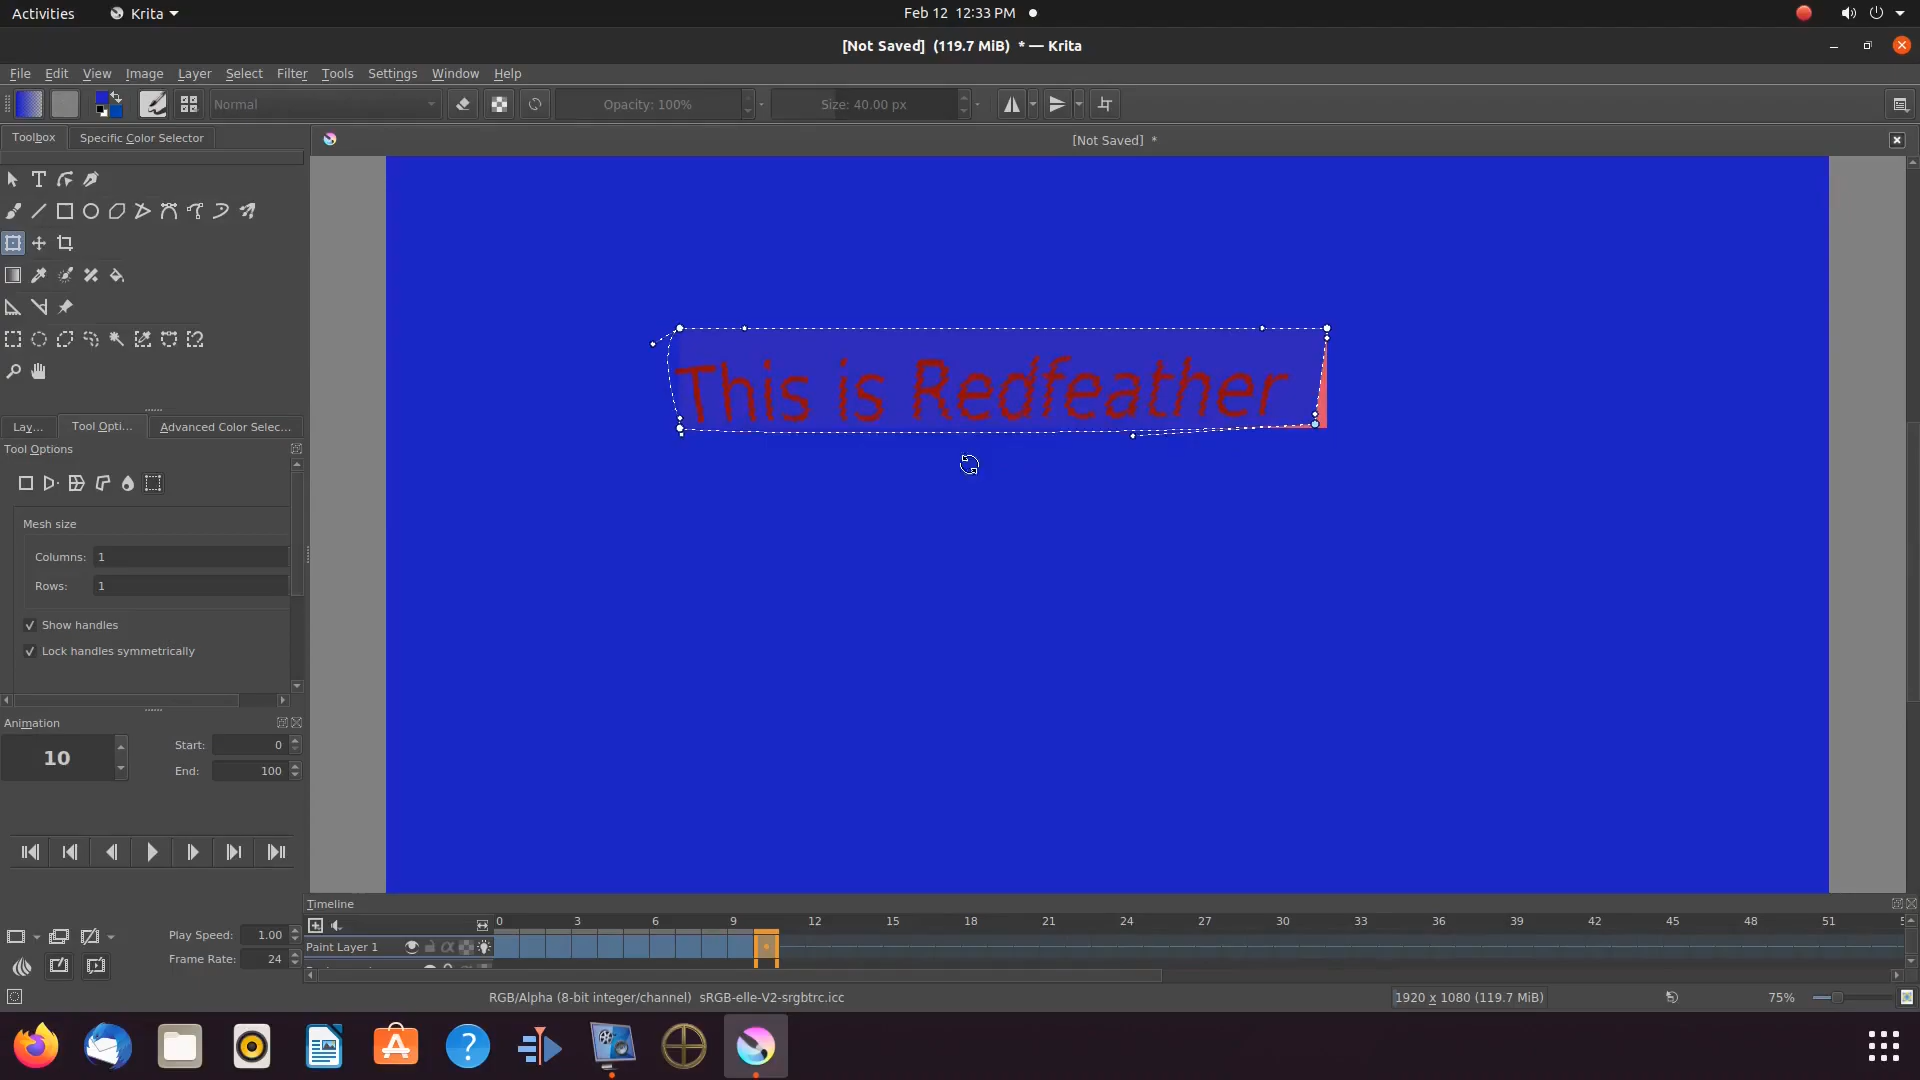 Activities
Krita
Feb 12 12:33 PM
[Not Saved] (119.7 MiB) * — Krita
File Edit View Image Layer Select Filter Tools Settings Window Help
Normal
Opacity: 100%
Size: 40.00 px
Toolbox
Specific Color Selector
[Not Saved] *
This is Redfeather
Lay...
Tool Opti...
Advanced Color Selec...
Tool Options
Mesh size
Columns: 1
Rows: 1
Show handles
Lock handles symmetrically
Animation
10
Start: 0
End: 100
Timeline
0 3 6 9 12 15 18 21 24 27 30 33 36 39 42 45 48 51
Paint Layer 1
Play Speed: 1.00
Frame Rate: 24
RGB/Alpha (8-bit integer/channel) sRGB-elle-V2-srgbtrc.icc
1920 x 1080 (119.7 MiB)
75%